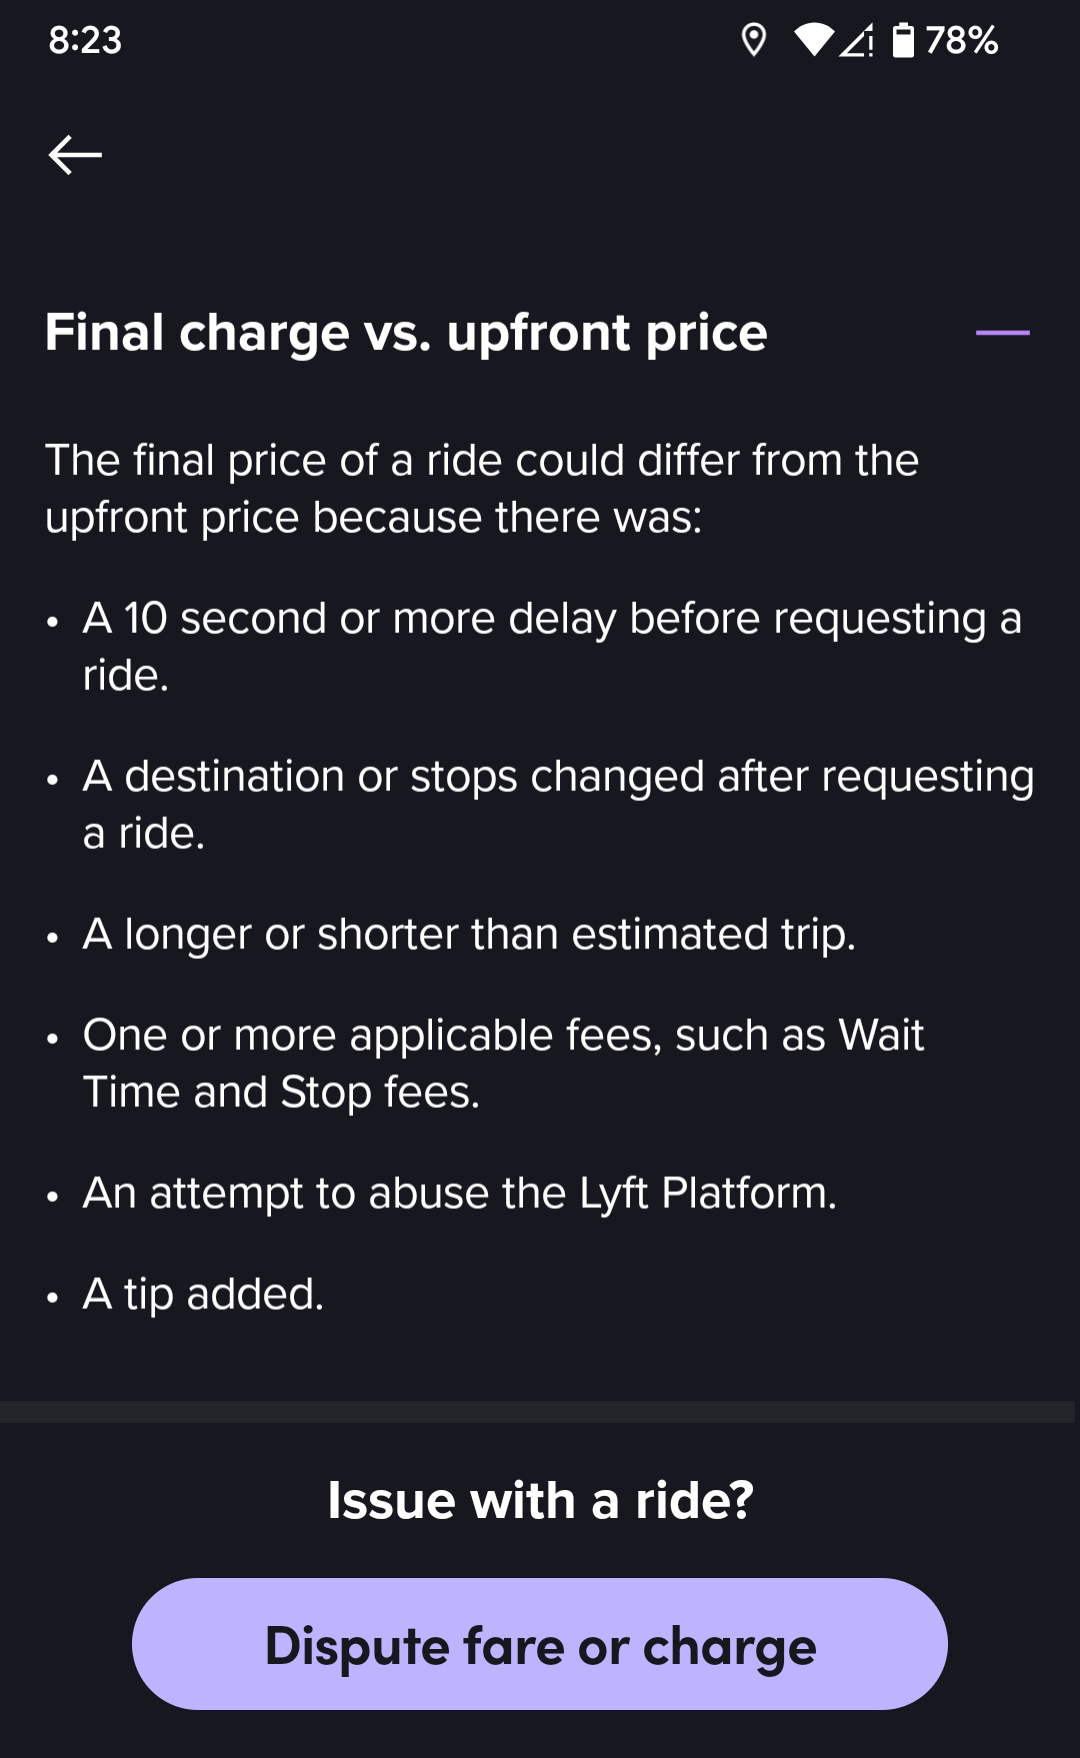 8:23 78%
Final charge vs. upfront price
The final price of a ride could differ from the
upfront price because there was:
• A 10 second or more delay before requesting a
ride.
• A destination or stops changed after requesting
a ride.
• A longer or shorter than estimated trip.
• One or more applicable fees, such as Wait
Time and Stop fees.
• An attempt to abuse the Lyft Platform.
• A tip added.
Issue with a ride?
Dispute fare or charge